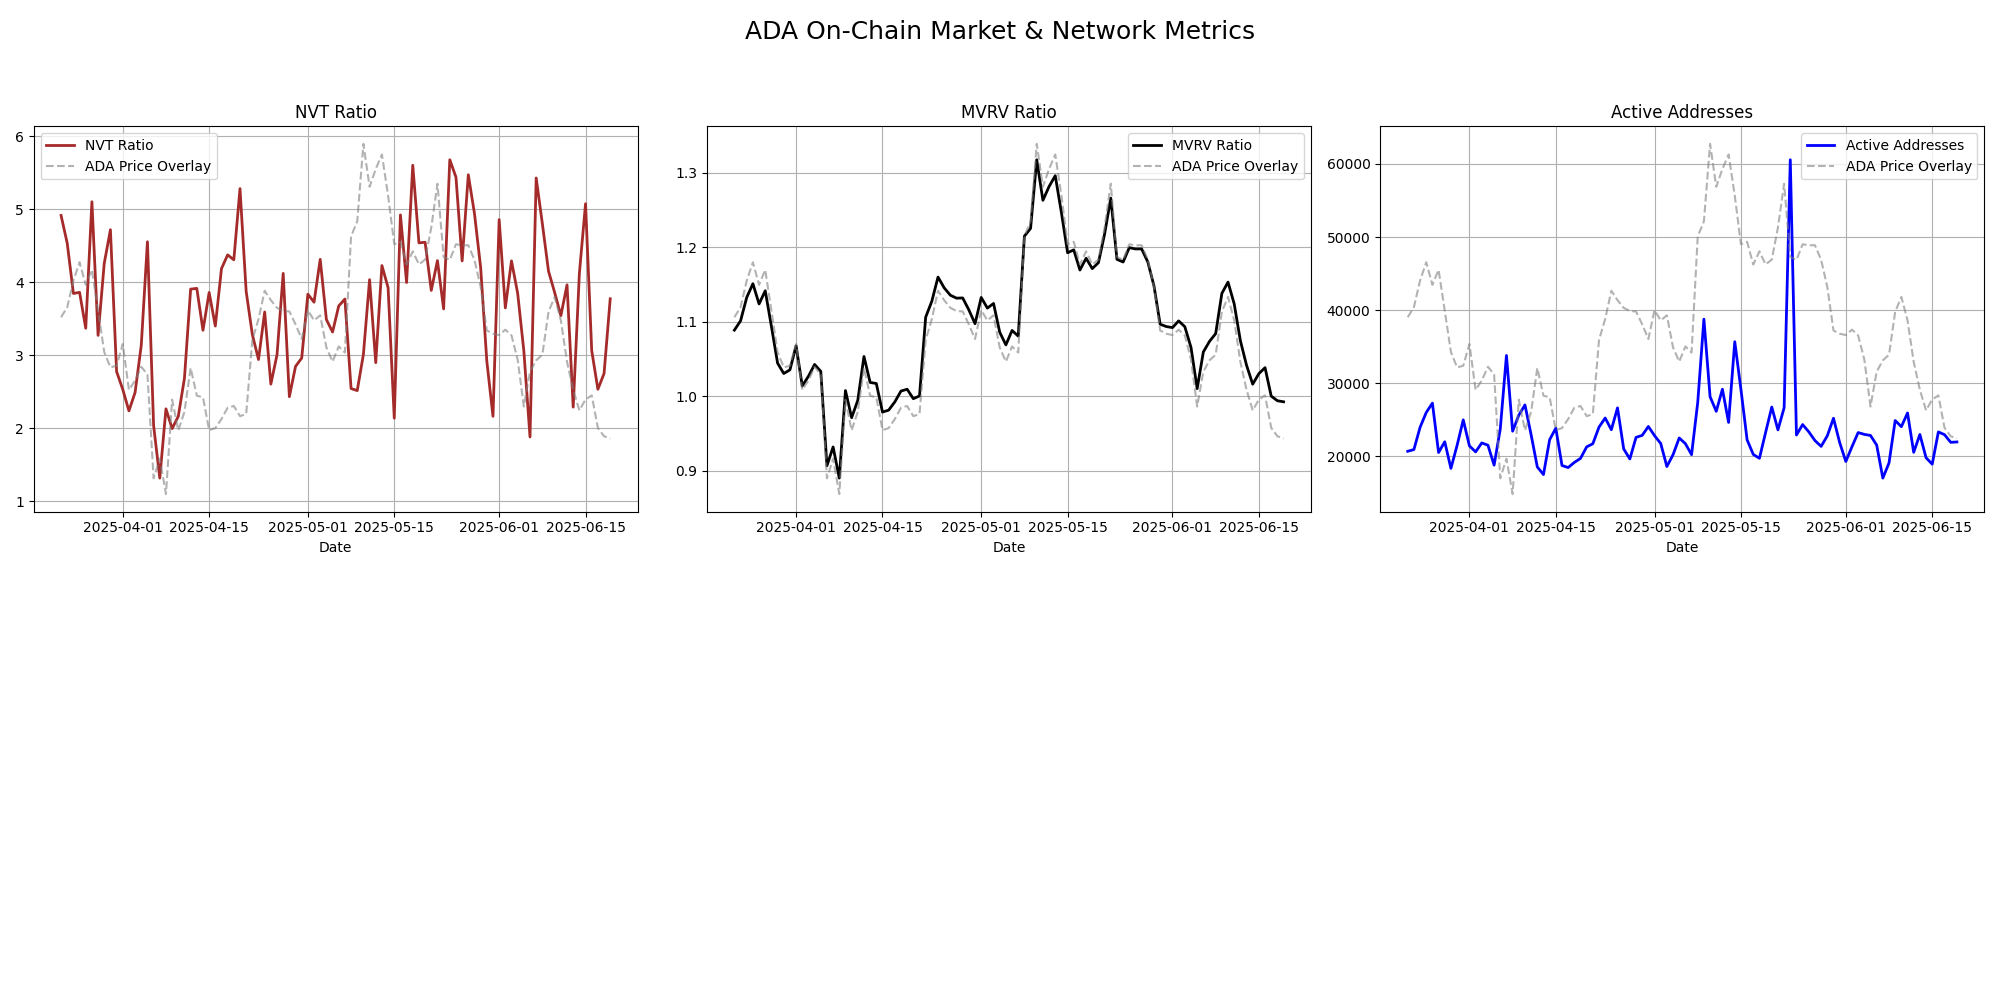 ADA On-Chain Market & Network Metrics
NVT Ratio
NVT Ratio
ADA Price Overlay
6
5
4
3
2
1
2025-04-01 2025-04-15 2025-05-01 2025-05-15 2025-06-01 2025-06-15
Date
MVRV Ratio
MVRV Ratio
ADA Price Overlay
1.3
1.2
1.1
1.0
0.9
2025-04-01 2025-04-15 2025-05-01 2025-05-15 2025-06-01 2025-06-15
Date
Active Addresses
Active Addresses
ADA Price Overlay
60000
50000
40000
30000
20000
2025-04-01 2025-04-15 2025-05-01 2025-05-15 2025-06-01 2025-06-15
Date